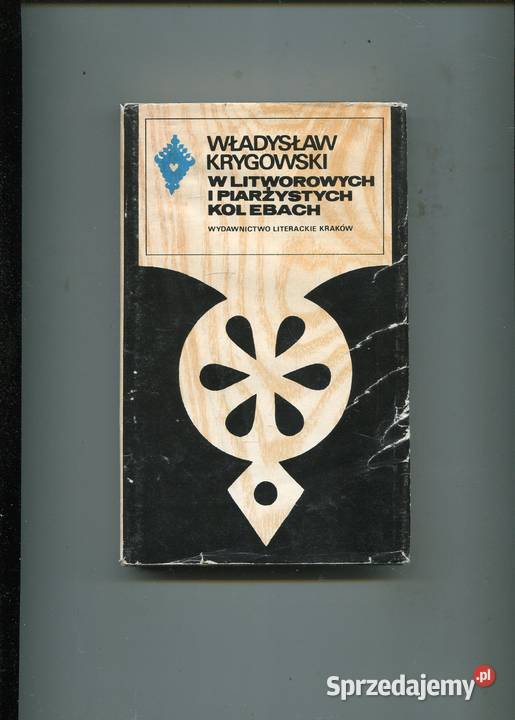 WŁADYSŁAW
KRYGOWSKI
W LITWOROWYCH
I PIARŻYSTYCH
KOLEBACH
WYDAWNICTWO LITERACKIE KRAKÓW
Sprzedajemy.pl